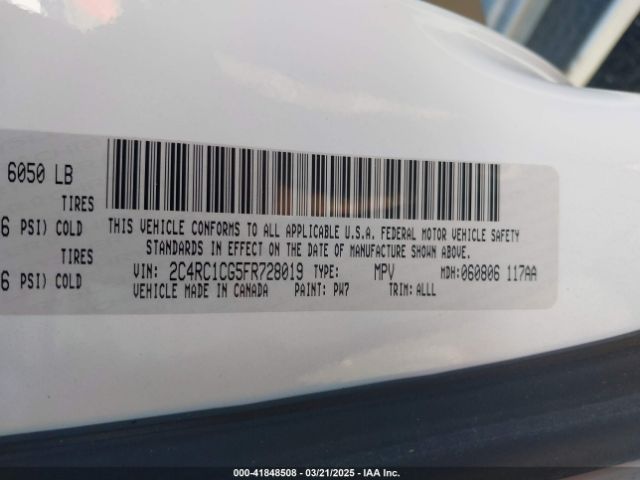 6050 LB
TIRES
6 PSI) COLD
TIRES
6 PSI) COLD
THIS VEHICLE CONFORMS TO ALL APPLICABLE U.S.A. FEDERAL MOTOR VEHICLE SAFETY
STANDARDS IN EFFECT ON THE DATE OF MANUFACTURE SHOWN ABOVE.
VIN: 2C4RC1CG5FR728019 TYPE: MPV MDH: 060806 117AA
VEHICLE MADE IN CANADA PAINT: PW7 TRIM: ALLL
000-41848508 - 03/21/2025 - IAA Inc.